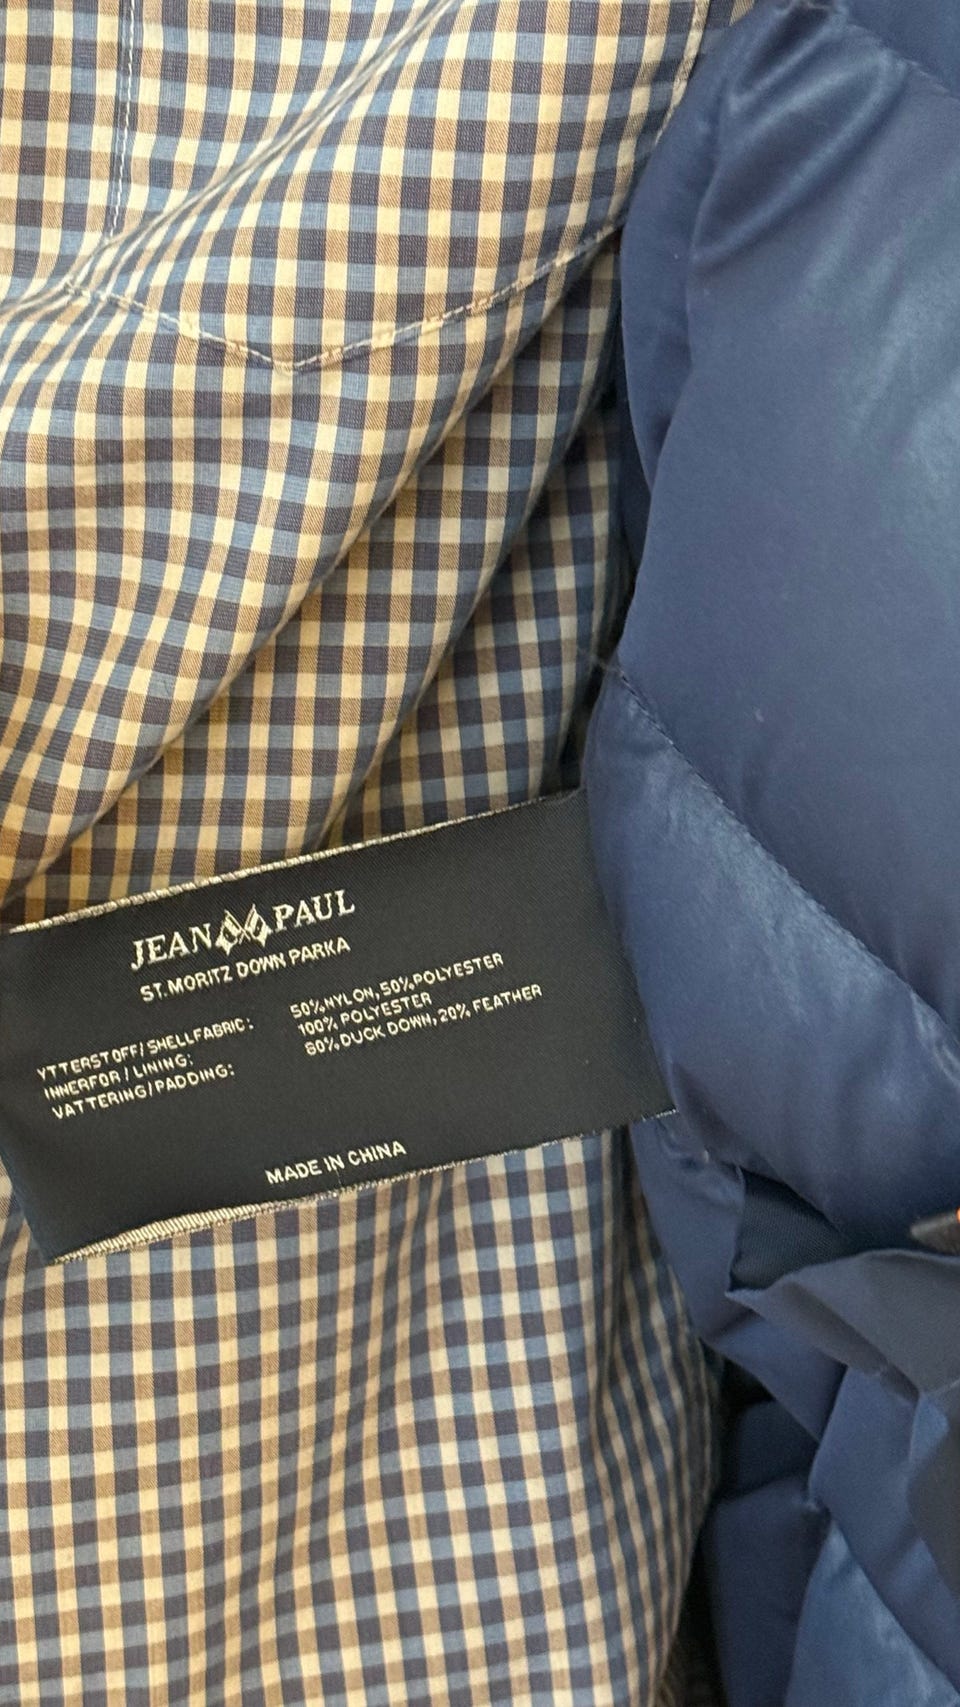 JEAN PAUL
ST. MORITZ DOWN PARKA
YTTERSTOFF/SHELLFABRIC: 50%NYLON, 50%POLYESTER
INNERFOR/LINING: 100% POLYESTER
VATTERING/PADDING: 80% DUCK DOWN, 20% FEATHER
MADE IN CHINA